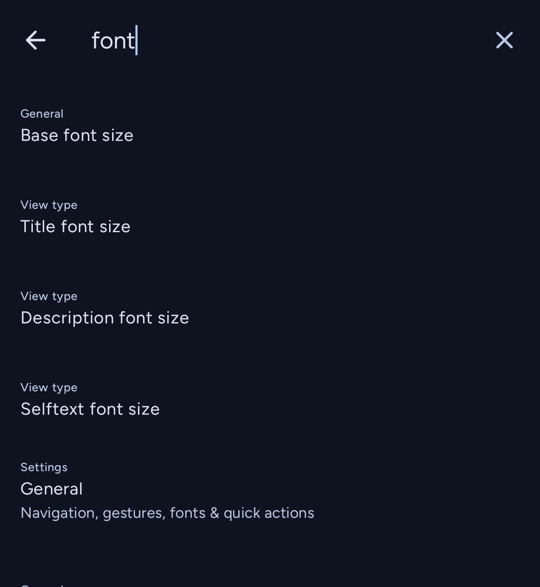 font
General
Base font size
View type
Title font size
View type
Description font size
View type
Selftext font size
Settings
General
Navigation, gestures, fonts & quick actions